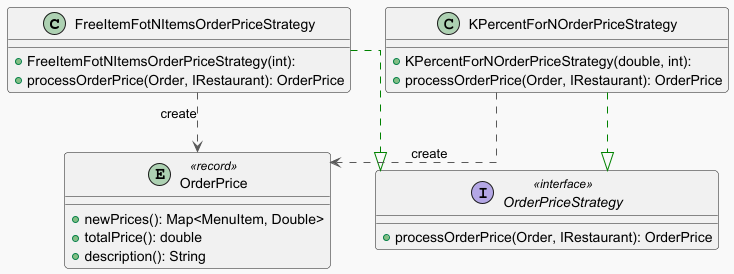 C FreeItemFotNItemsOrderPriceStrategy
FreeItemFotNItemsOrderPriceStrategy(int):
processOrderPrice(Order, IRestaurant): OrderPrice
C KPercentForNOrderPriceStrategy
KPercentForNOrderPriceStrategy(double, int):
processOrderPrice(Order, IRestaurant): OrderPrice
create
create
E «record»
OrderPrice
newPrices(): Map<MenuItem, Double>
totalPrice(): double
description(): String
I «interface»
OrderPriceStrategy
processOrderPrice(Order, IRestaurant): OrderPrice